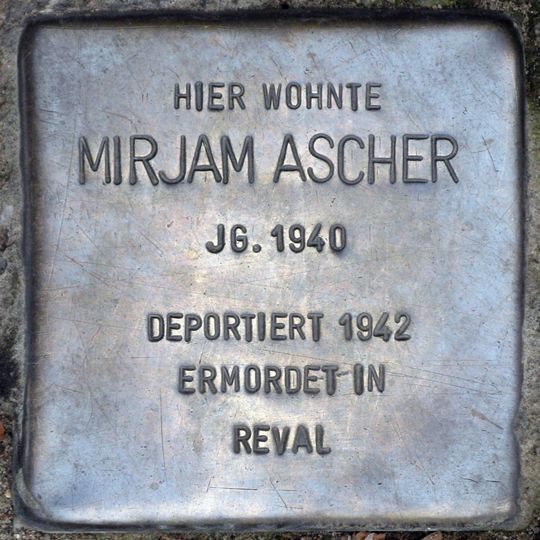 HIER WOHNTE
MIRJAM ASCHER
JG. 1940
DEPORTIERT 1942
ERMORDET IN
REVAL